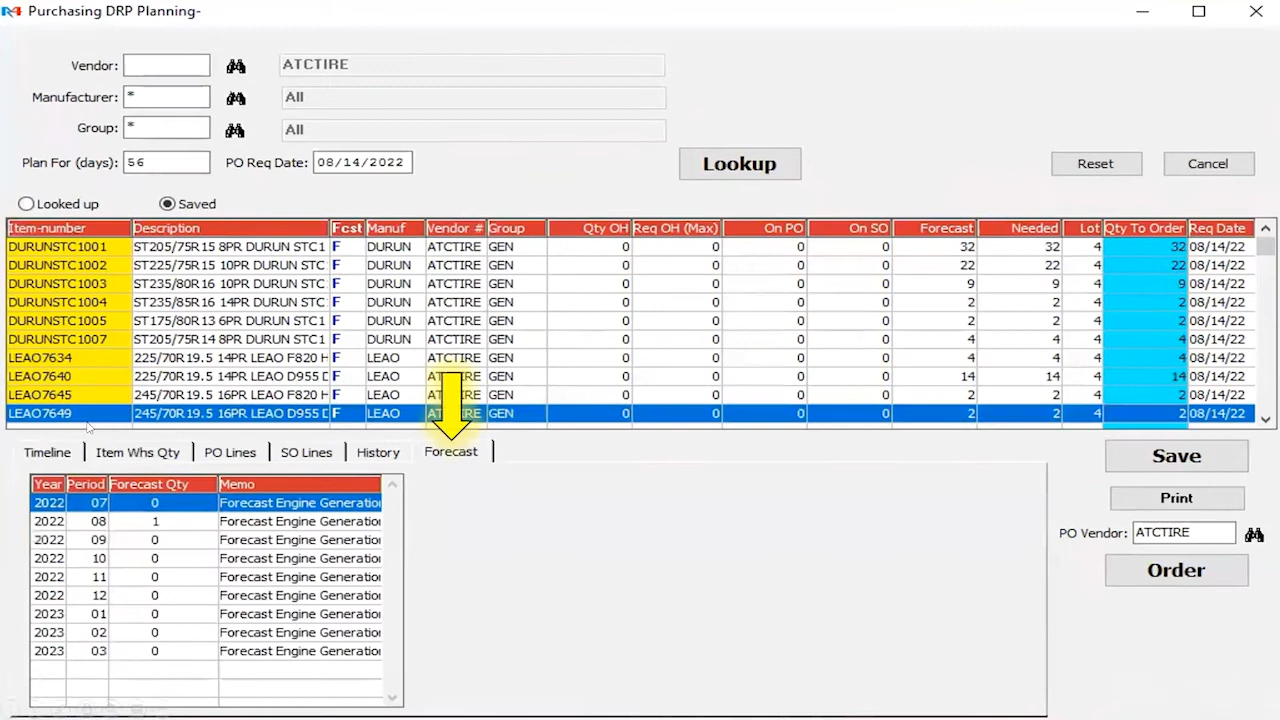 R4 Purchasing DRP Planning-
Vendor: ATCTIRE
Manufacturer: * All
Group: * All
Plan For (days): 56 PO Req Date: 08/14/2022 Lookup Reset Cancel
Looked up Saved
Item-number Description Fcst Manuf Vendor # Group Qty OH Req OH (Max) On PO On SO Forecast Needed Lot Qty To Order Req Date
DURUNSTC1001 ST205/75R15 8PR DURUN STC1 F DURUN ATCTIRE GEN 0 0 0 0 32 32 4 32 08/14/22
DURUNSTC1002 ST225/75R15 10PR DURUN STC F DURUN ATCTIRE GEN 0 0 0 0 22 22 4 22 08/14/22
DURUNSTC1003 ST235/80R16 10PR DURUN STC F DURUN ATCTIRE GEN 0 0 0 0 9 9 4 9 08/14/22
DURUNSTC1004 ST235/85R16 14PR DURUN STC F DURUN ATCTIRE GEN 0 0 0 0 2 2 4 2 08/14/22
DURUNSTC1005 ST175/80R13 6PR DURUN STC1 F DURUN ATCTIRE GEN 0 0 0 0 2 2 4 2 08/14/22
DURUNSTC1007 ST205/75R14 8PR DURUN STC1 F DURUN ATCTIRE GEN 0 0 0 0 4 4 4 4 08/14/22
LEAO7634 225/70R19.5 14PR LEAO F820 H F LEAO ATCTIRE GEN 0 0 0 0 4 4 4 4 08/14/22
LEAO7640 225/70R19.5 14PR LEAO D955 D F LEAO ATCTIRE GEN 0 0 0 0 14 14 4 14 08/14/22
LEAO7645 245/70R19.5 16PR LEAO F820 H F LEAO ATCTIRE GEN 0 0 0 0 2 2 4 2 08/14/22
LEAO7649 245/70R19.5 16PR LEAO D955 D F LEAO ATCTIRE GEN 0 0 0 0 2 2 4 2 08/14/22
Timeline Item Whs Qty PO Lines SO Lines History Forecast
Save
Print
PO Vendor: ATCTIRE
Order
Year Period Forecast Qty Memo
2022 07 0 Forecast Engine Generation
2022 08 1 Forecast Engine Generation
2022 09 0 Forecast Engine Generation
2022 10 0 Forecast Engine Generation
2022 11 0 Forecast Engine Generation
2022 12 0 Forecast Engine Generation
2023 01 0 Forecast Engine Generation
2023 02 0 Forecast Engine Generation
2023 03 0 Forecast Engine Generation